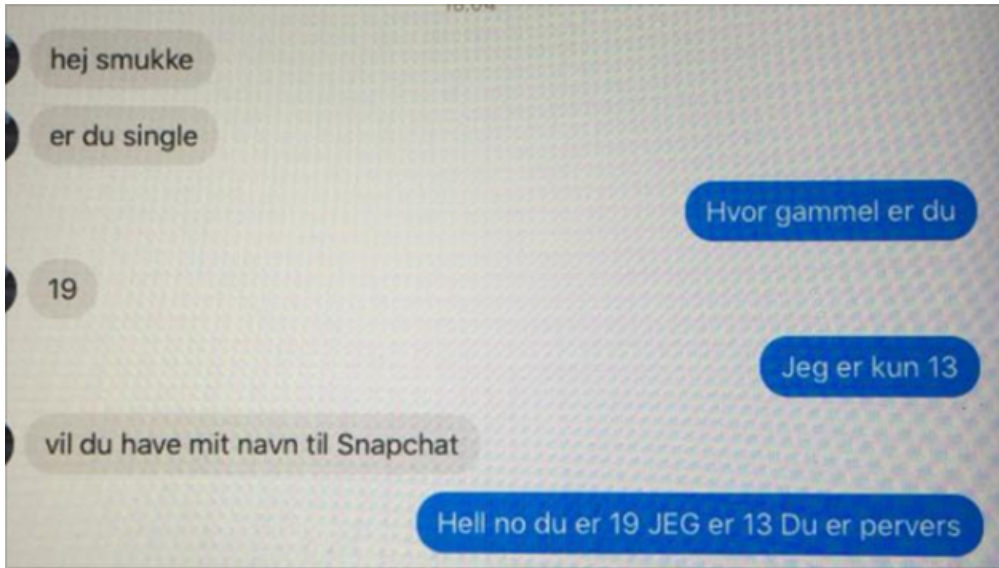 hej smukke
er du single
Hvor gammel er du
19
Jeg er kun 13
vil du have mit navn til Snapchat
Hell no du er 19 JEG er 13 Du er pervers